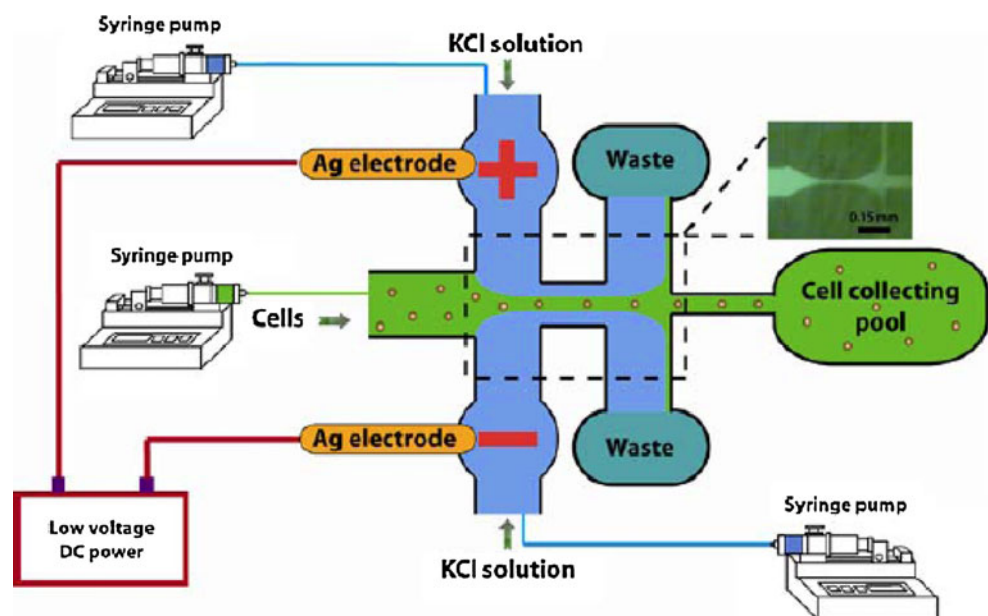 Syringe pump
KCl solution
Ag electrode
Waste
0.15 mm
Syringe pump
Cells
Cell collecting
pool
Ag electrode
Waste
Low voltage
DC power
KCl solution
Syringe pump